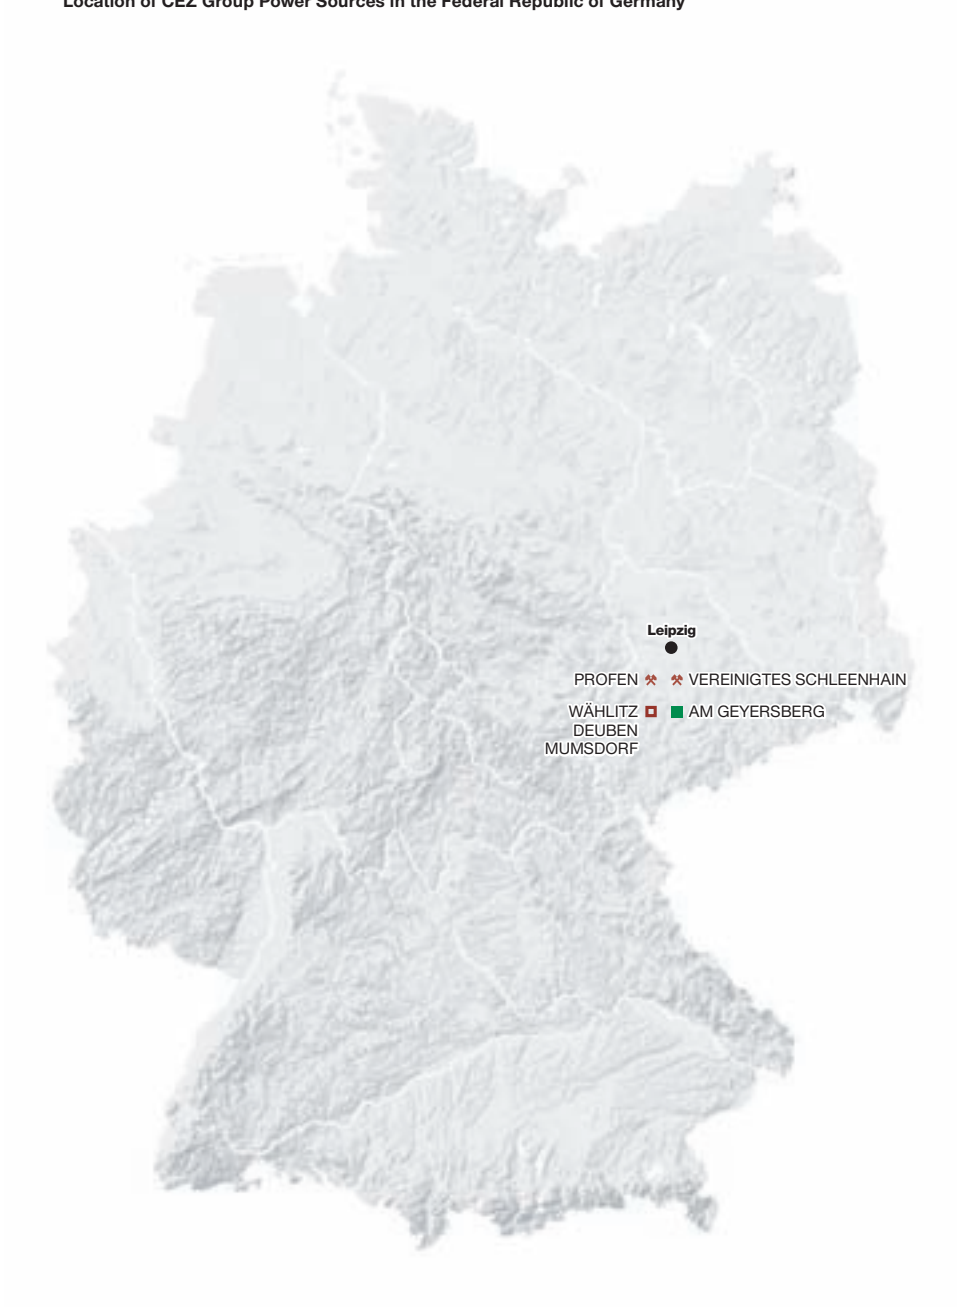 Location of CEZ Group Power Sources in the Federal Republic of Germany
Leipzig
PROFEN VEREINIGTES SCHLEENHAIN
WÄHLITZ AM GEYERSBERG
DEUBEN
MUMSDORF